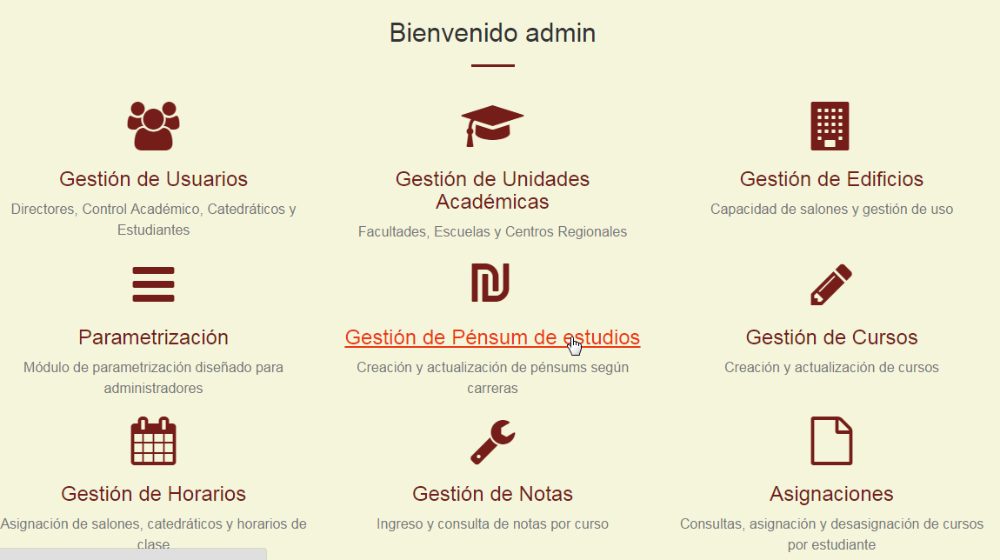 Bienvenido admin
Gestión de Usuarios
Directores, Control Académico, Catedráticos y
Estudiantes
Gestión de Unidades
Académicas
Facultades, Escuelas y Centros Regionales
Gestión de Edificios
Capacidad de salones y gestión de uso
Parametrización
Módulo de parametrización diseñado para
administradores
Gestión de Pénsum de estudios
Creación y actualización de pénsums según
carreras
Gestión de Cursos
Creación y actualización de cursos
Gestión de Horarios
Asignación de salones, catedráticos y horarios de
clase
Gestión de Notas
Ingreso y consulta de notas por curso
Asignaciones
Consultas, asignación y desasignación de cursos
por estudiante